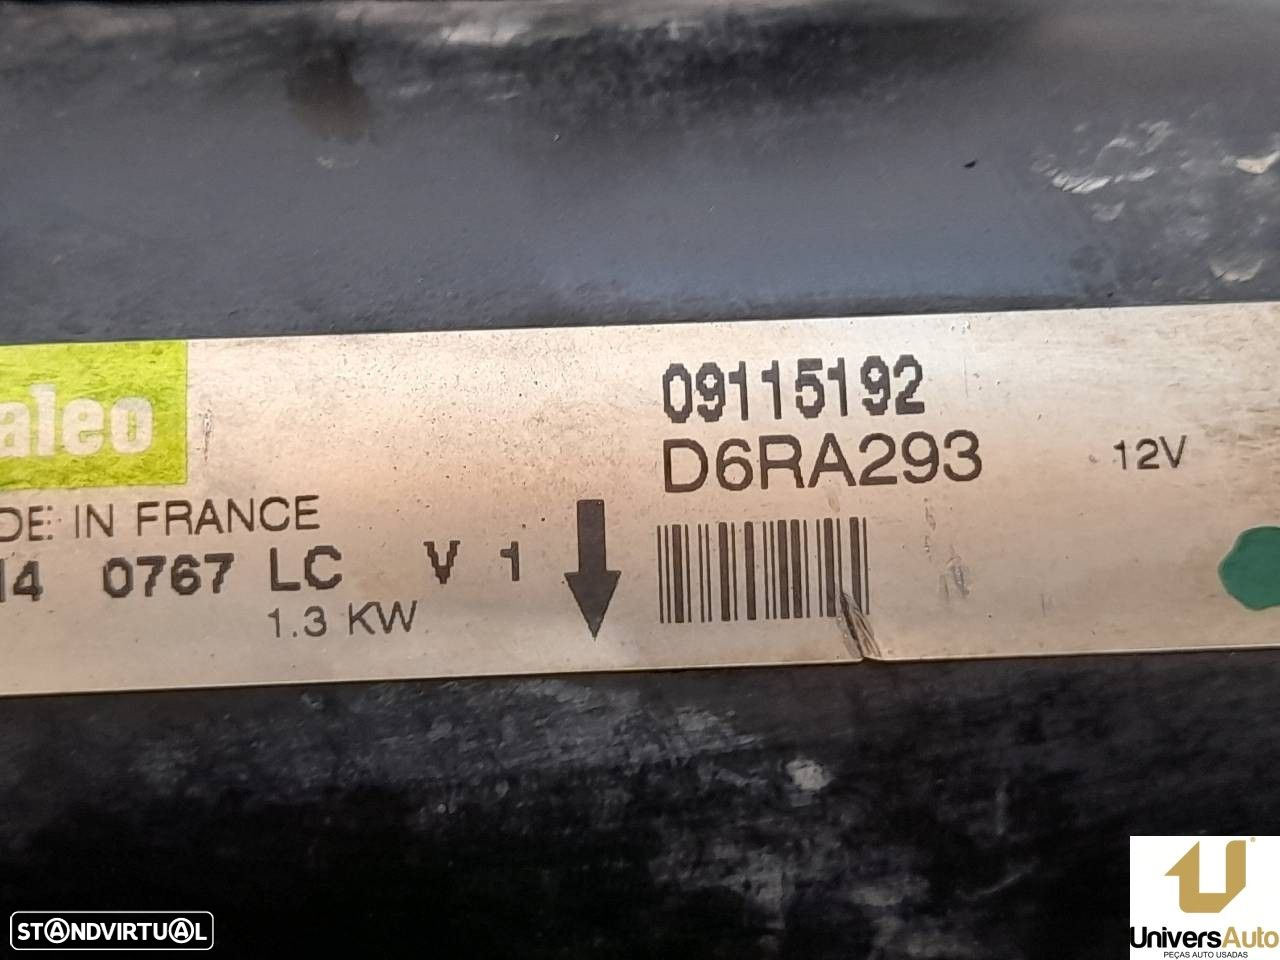 aleo
09115192
D6RA293
12V
DE IN FRANCE
14 0767 LC V 1
1.3 KW
STANDVIRTUAL
UniversAuto
PEÇAS AUTO USADAS